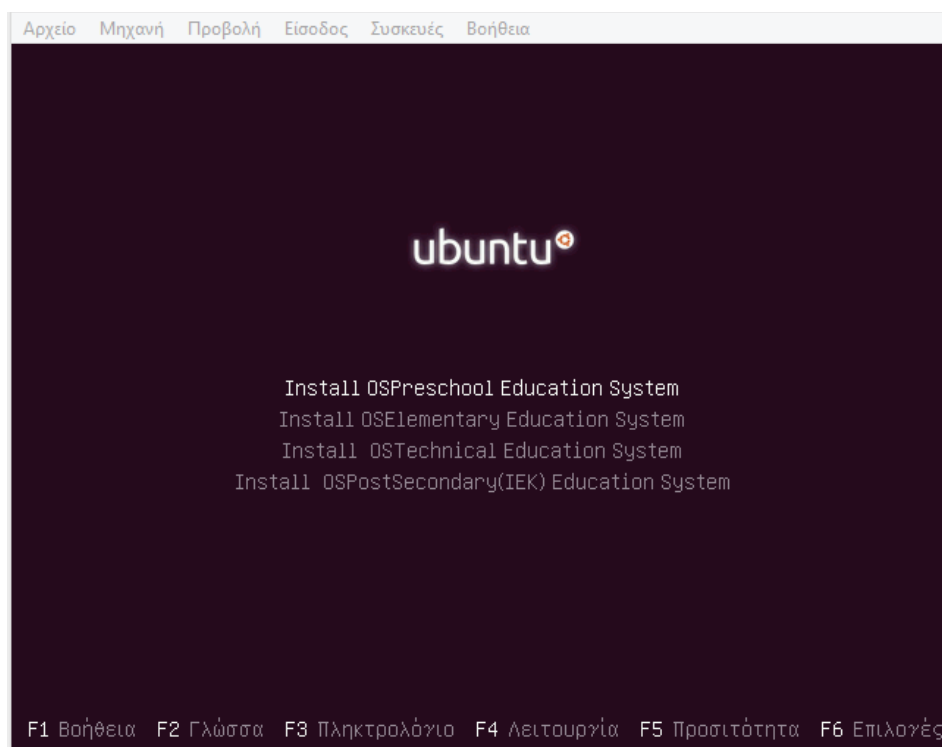 Αρχείο Μηχανή Προβολή Είσοδος Συσκευές Βοήθεια
ubuntu
Install OSPreschool Education System
Install OSElementary Education System
Install OSTechnical Education System
Install OSPostSecondary(IEK) Education System
F1 Βοήθεια F2 Γλώσσα F3 Πληκτρολόγιο F4 Λειτουργία F5 Προσιτότητα F6 Επιλογές